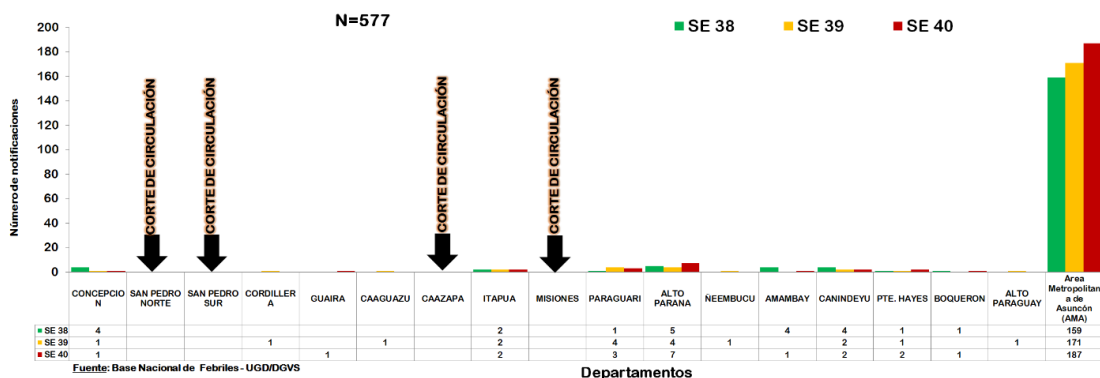 N=577
SE 38 SE 39 SE 40
Número de notificaciones
200
180
160
140
120
100
80
60
40
20
0
CORTE DE CIRCULACIÓN
CORTE DE CIRCULACIÓN
CORTE DE CIRCULACIÓN
CORTE DE CIRCULACIÓN
CONCEPCION SAN PEDRO NORTE SAN PEDRO SUR CORDILLERA GUAIRA CAAGUAZU CAAZAPA ITAPUA MISIONES PARAGUARI ALTO PARANA ÑEEMBUCU AMAMBAY CANINDEYU PTE. HAYES BOQUERON ALTO PARAGUAY Area Metropolitana de Asuncón (AMA)
SE 38 4 2 1 5 4 4 1 1 159
SE 39 1 1 1 2 4 4 1 2 1 1 171
SE 40 1 1 2 3 7 1 2 2 1 187
Fuente: Base Nacional de Febriles - UGD/DGVS
Departamentos